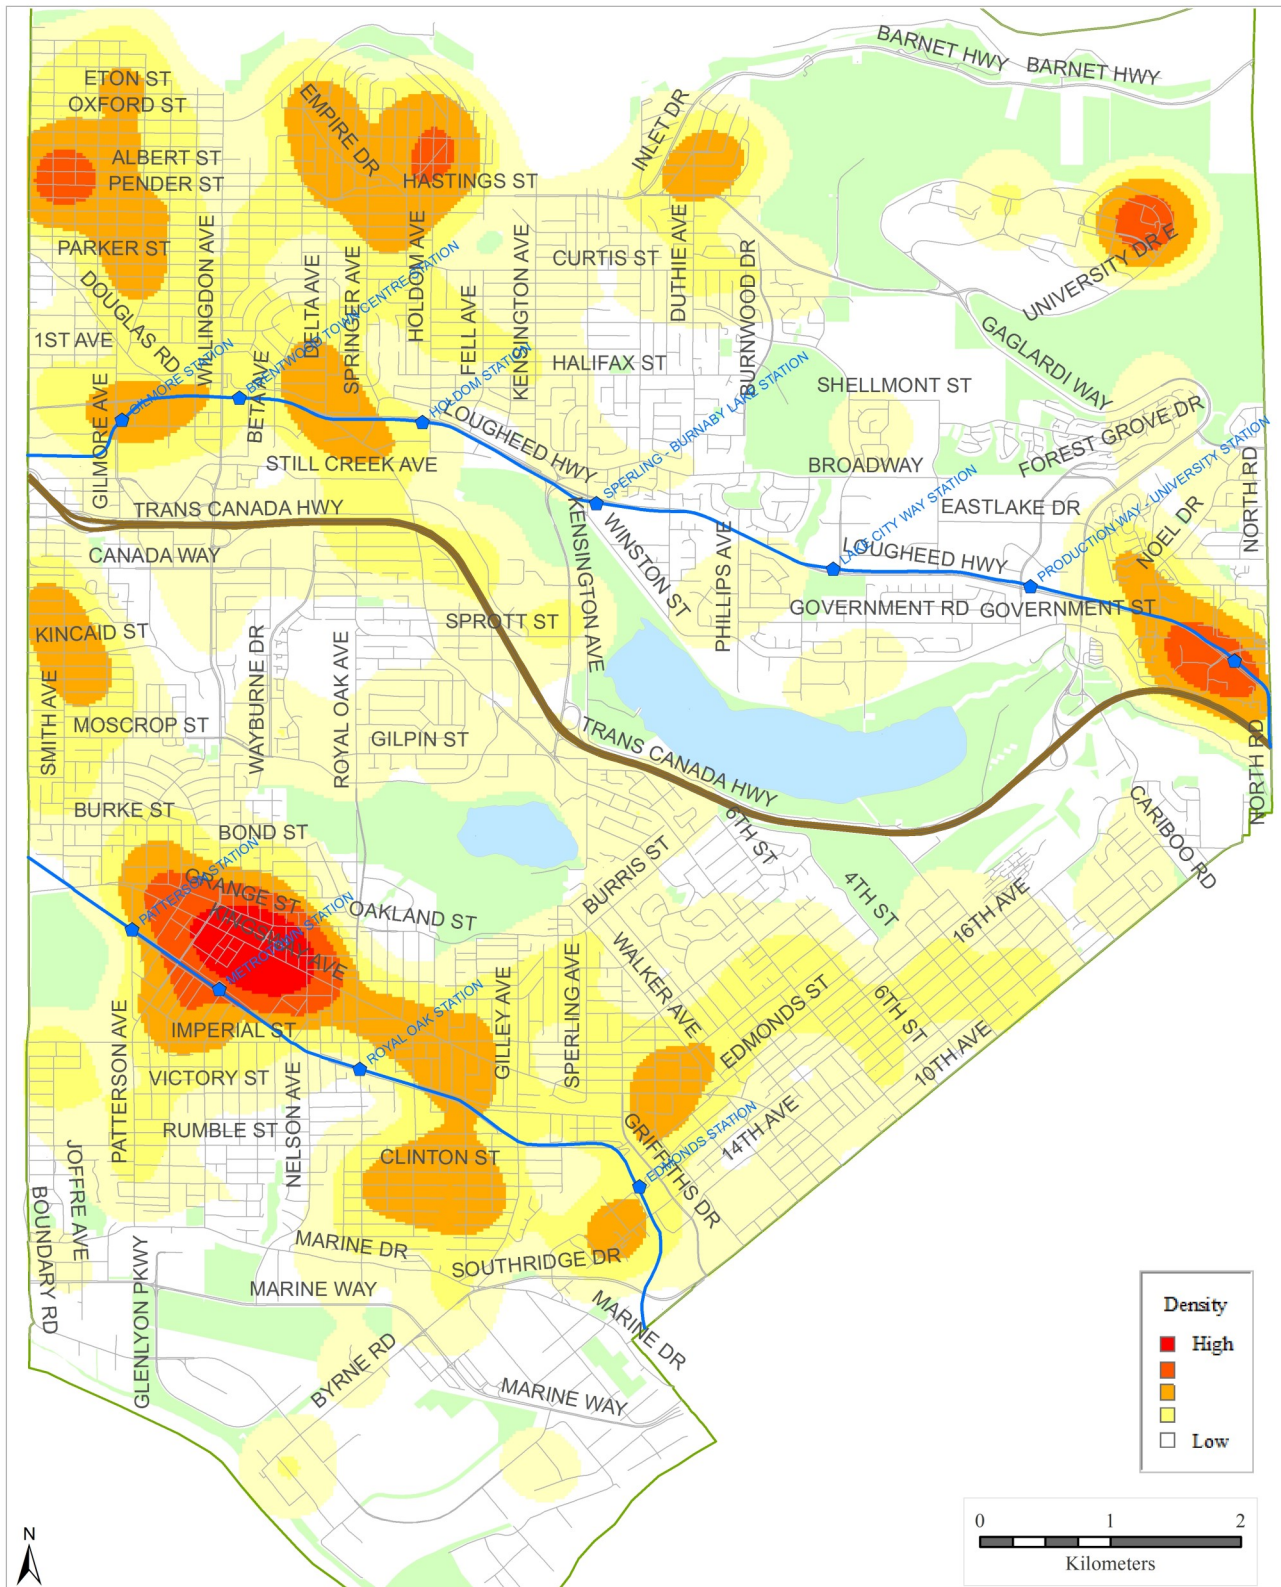 BARNET HWY
BARNET HWY
ETON ST
OXFORD ST
EMPIRE DR
INLET DR
ALBERT ST
PENDER ST
HASTINGS ST
PARKER ST
WILLINGDON AVE
DELTA AVE
SPRINGER AVE
HOLDOM AVE
FELL AVE
KENSINGTON AVE
CURTIS ST
DUTHIE AVE
BURNWOOD DR
UNIVERSITY DR E
DOUGLAS RD
1ST AVE
GILMORE STATION
BRENTWOOD TOWN CENTRE STATION
HOLDOM STATION
HALIFAX ST
GAGLARDI WAY
SHELLMONT ST
GILMORE AVE
BETA AVE
LOUGHEED HWY
SPERLING - BURNABY LAKE STATION
FOREST GROVE DR
STILL CREEK AVE
BROADWAY
LAKE CITY WAY STATION
PRODUCTION WAY - UNIVERSITY STATION
NORTH RD
TRANS CANADA HWY
EASTLAKE DR
NOEL DR
CANADA WAY
KENSINGTON AVE
WINSTON ST
PHILLIPS AVE
LOUGHEED HWY
KINCAID ST
SPROTT ST
GOVERNMENT RD
GOVERNMENT ST
SMITH AVE
WAYBURNE DR
ROYAL OAK AVE
MOSCROP ST
GILPIN ST
TRANS CANADA HWY
NORTH RD
BURKE ST
BOND ST
6TH ST
CARIBOO RD
PATTERSON STATION
GRANGE ST
KINGSWAY AVE
METROTOWN STATION
OAKLAND ST
BURRIS ST
4TH ST
16TH AVE
WALKER AVE
PATTERSON AVE
IMPERIAL ST
ROYAL OAK STATION
GILLEY AVE
SPERLING AVE
EDMONDS ST
6TH ST
10TH AVE
VICTORY ST
NELSON AVE
RUMBLE ST
CLINTON ST
GRIFFITHS DR
EDMONDS STATION
14TH AVE
JOFFRE AVE
BOUNDARY RD
GLENLYON PKWY
MARINE DR
SOUTHRIDGE DR
MARINE WAY
MARINE DR
BYRNE RD
MARINE WAY
Density
High
Low
N
0 1 2
Kilometers